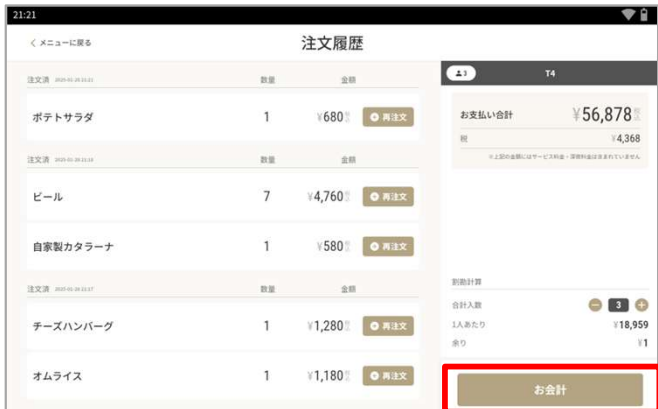 21:21
< メニューに戻る
注文履歴
3
T4
注文済
数量
金額
ポテトサラダ
1
¥680
再注文
注文済
数量
金額
ビール
7
¥4,760
再注文
自家製カタラーナ
1
¥580
再注文
注文済
数量
金額
チーズハンバーグ
1
¥1,280
再注文
オムライス
1
¥1,180
再注文
お支払い合計
¥56,878
税
¥4,368
※上記の金額にはサービス料金・深夜料金は含まれていません
割勘計算
合計人数
3
1人あたり
¥18,959
余り
¥1
お会計